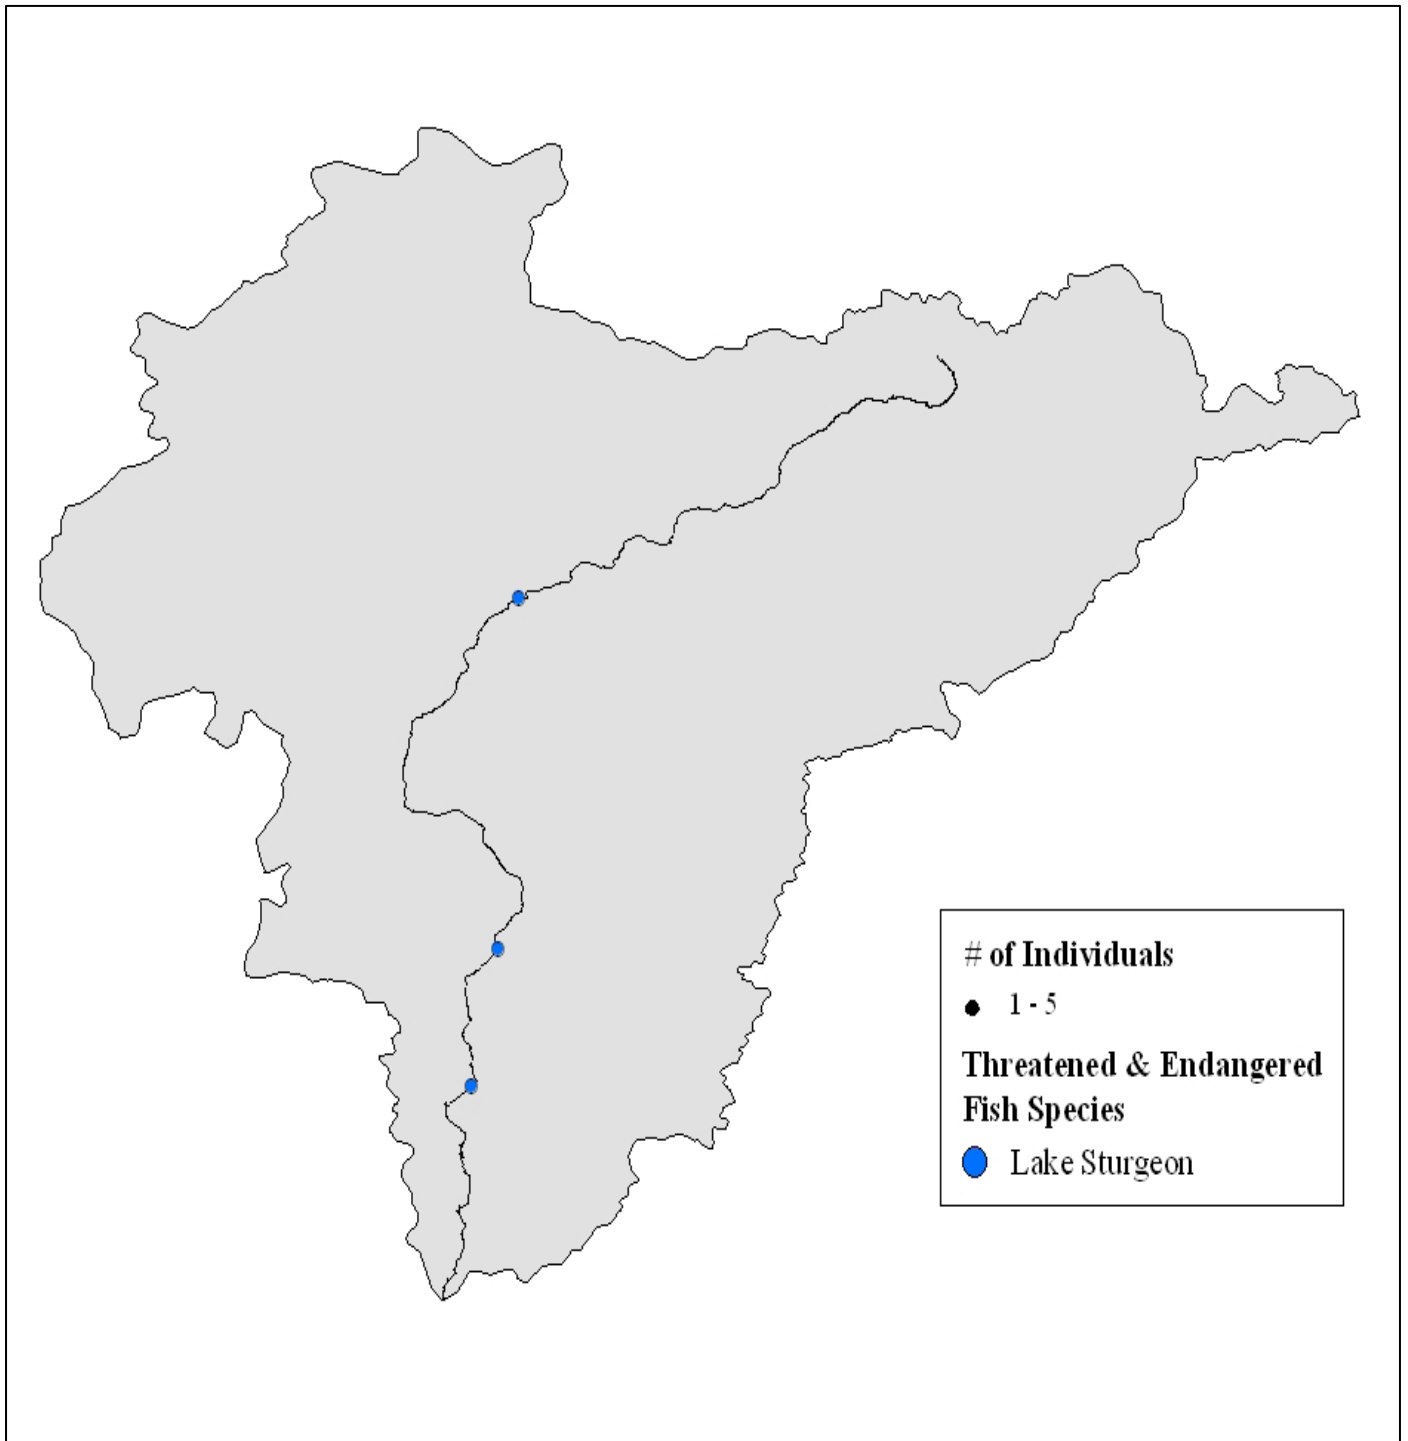 # of Individuals
1 - 5
Threatened & Endangered
Fish Species
Lake Sturgeon